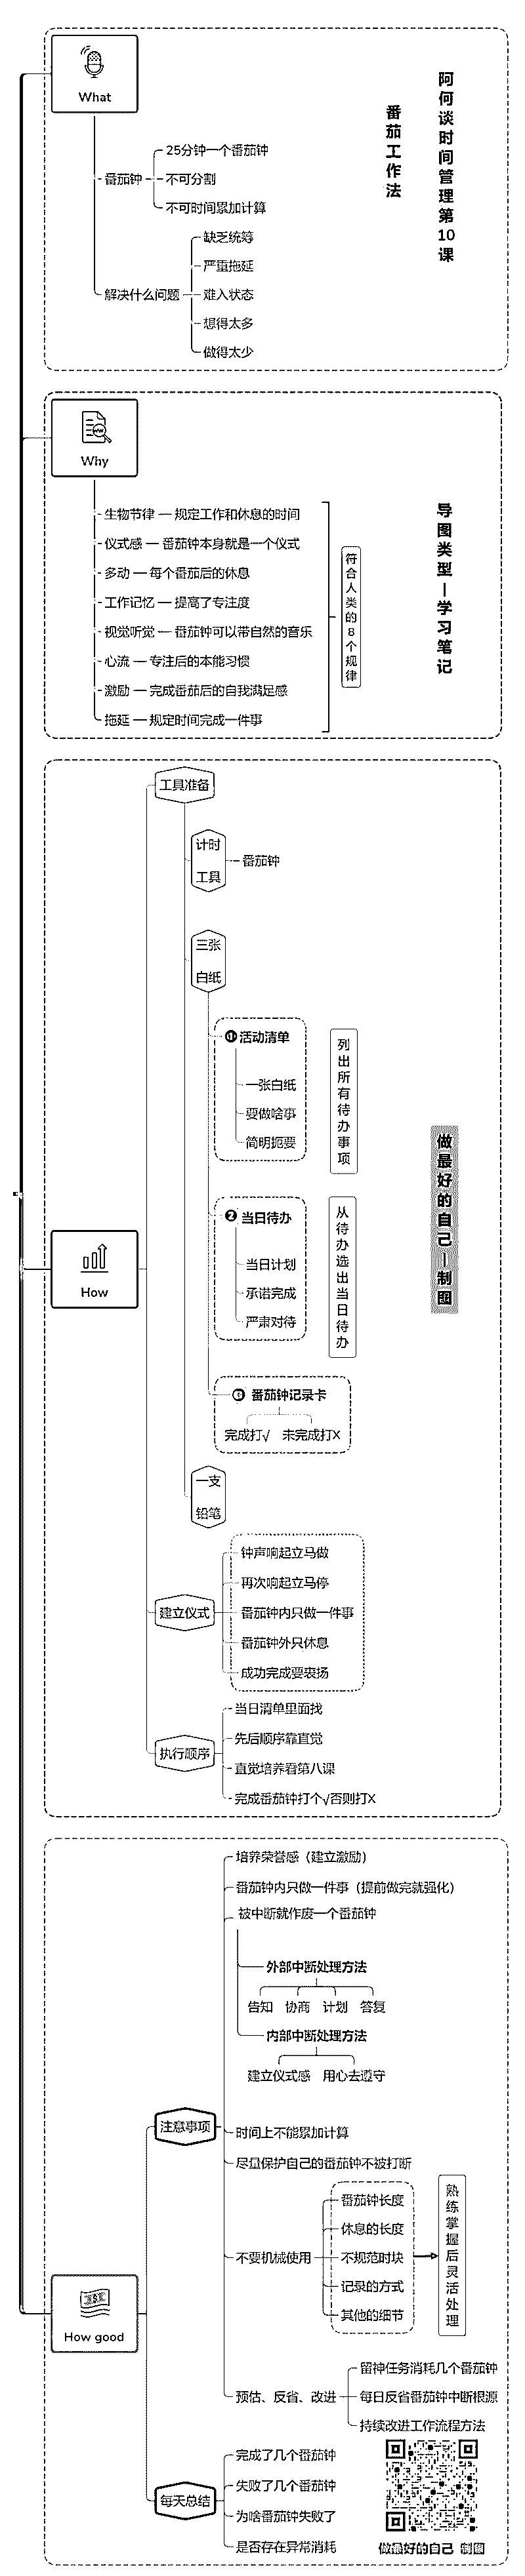 阿何谈时间管理第10课
番茄工作法
What
番茄钟
25分钟一个番茄钟
不可分割
不可时间累加计算
解决什么问题
缺乏统筹
严重拖延
难入状态
想得太多
做得太少
导图类型—学习笔记
Why
生物节律 — 规定工作和休息的时间
仪式感 — 番茄钟本身就是一个仪式
多动 — 每个番茄后的休息
工作记忆 — 提高了专注度
视觉听觉 — 番茄钟可以带自然的音乐
心流 — 专注后的本能习惯
激励 — 完成番茄后的自我满足感
拖延 — 规定时间完成一件事
符合人类的8个规律
做最好的自己—制图
How
工具准备
计时
工具
番茄钟
三张
白纸
1 活动清单
一张白纸
要做啥事
简明扼要
列出所有待办事项
2 当日待办
当日计划
承诺完成
严肃对待
从待办选出当日待办
3 番茄钟记录卡
完成打√ 未完成打X
一支
铅笔
建立仪式
钟声响起立马做
再次响起立马停
番茄钟内只做一件事
番茄钟外只休息
成功完成要表扬
执行顺序
当日清单里面找
先后顺序靠直觉
直觉培养看第八课
完成番茄钟打个√否则打X
How good
注意事项
培养荣誉感（建立激励）
番茄钟内只做一件事（提前做完就强化）
被中断就作废一个番茄钟
外部中断处理方法
告知 协商 计划 答复
内部中断处理方法
建立仪式感 用心去遵守
时间上不能累加计算
尽量保护自己的番茄钟不被打断
不要机械使用
番茄钟长度
休息的长度
不规范时块
记录的方式
其他的细节
熟练掌握后灵活处理
预估、反省、改进
留神任务消耗几个番茄钟
每日反省番茄钟中断根源
持续改进工作流程方法
每天总结
完成了几个番茄钟
失败了几个番茄钟
为啥番茄钟失败了
是否存在异常消耗
做最好的自己 制图